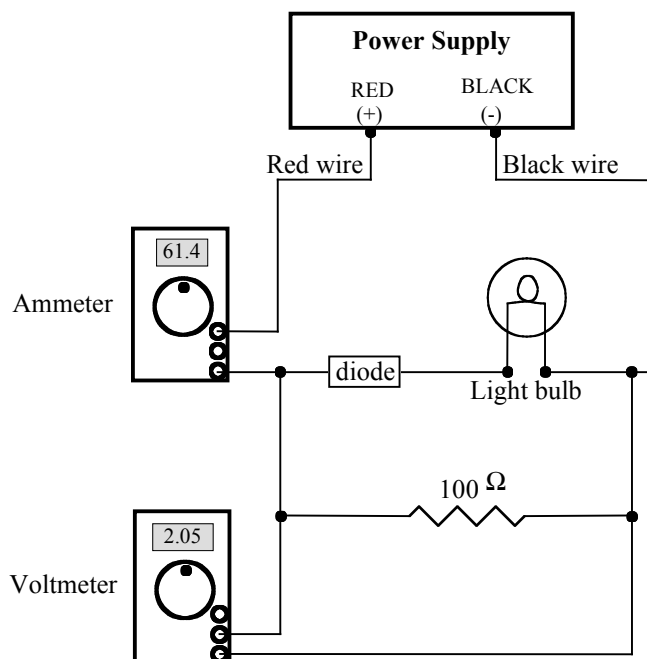 Power Supply
RED
(+)
BLACK
(-)
Red wire
Black wire
61.4
Ammeter
diode
Light bulb
100 Ω
2.05
Voltmeter